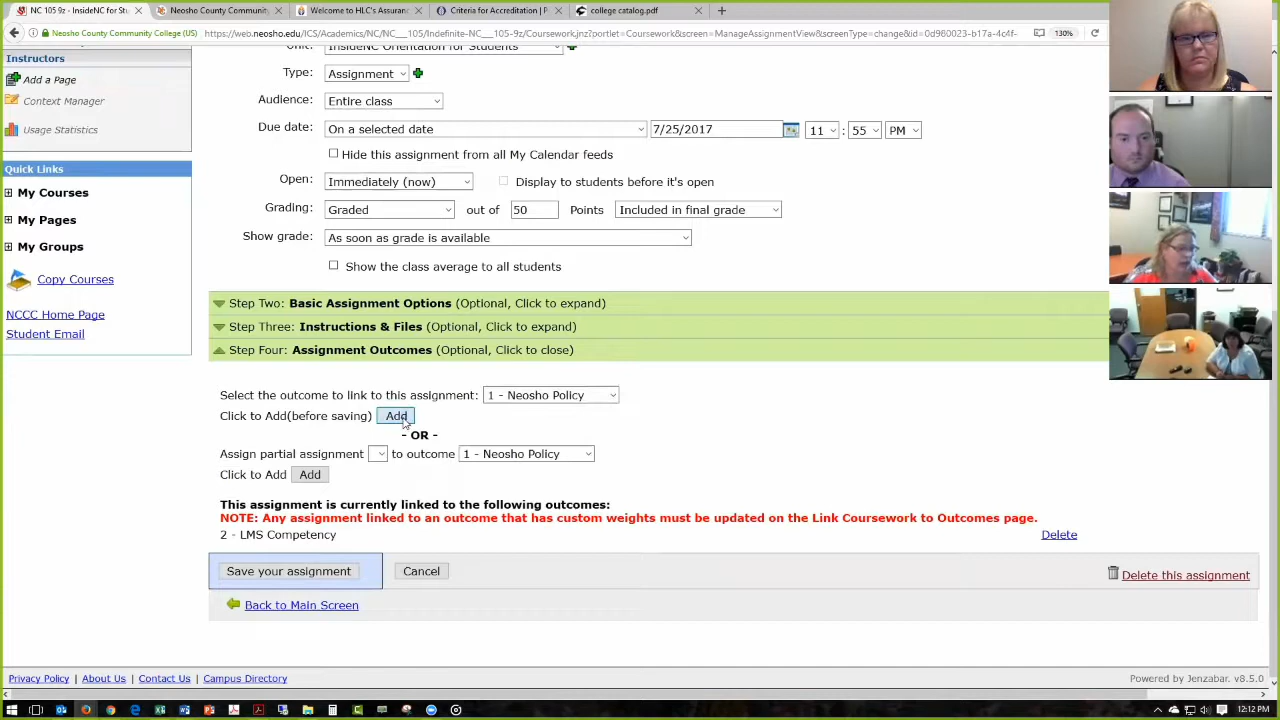 NC 105 9z - InsideNC for Stu
Neosho County Community
Welcome to HLC's Assuranc
Criteria for Accreditation | P
college catalog.pdf
Neosho County Community College (US)
https://web.neosho.edu/ICS/Academics/NC/NC___105/Indefinite-NC___105-9z/Coursework.jnz?portlet=Coursework&screen=ManageAssignmentView&screenType=change&id=0d980023-b17a-4c4f-
130%
Instructors
Add a Page
Context Manager
Usage Statistics
Quick Links
My Courses
My Pages
My Groups
Copy Courses
NCCC Home Page
Student Email
Unit: InsideNC Orientation for Students
Type: Assignment
Audience: Entire class
Due date: On a selected date 7/25/2017 11 : 55 PM
Hide this assignment from all My Calendar feeds
Open: Immediately (now) Display to students before it's open
Grading: Graded out of 50 Points Included in final grade
Show grade: As soon as grade is available
Show the class average to all students
Step Two: Basic Assignment Options (Optional, Click to expand)
Step Three: Instructions & Files (Optional, Click to expand)
Step Four: Assignment Outcomes (Optional, Click to close)
Select the outcome to link to this assignment: 1 - Neosho Policy
Click to Add(before saving) Add
- OR -
Assign partial assignment to outcome 1 - Neosho Policy
Click to Add Add
This assignment is currently linked to the following outcomes:
NOTE: Any assignment linked to an outcome that has custom weights must be updated on the Link Coursework to Outcomes page.
2 - LMS Competency Delete
Save your assignment Cancel Delete this assignment
Back to Main Screen
Privacy Policy | About Us | Contact Us | Campus Directory Powered by Jenzabar. v8.5.0
12:12 PM